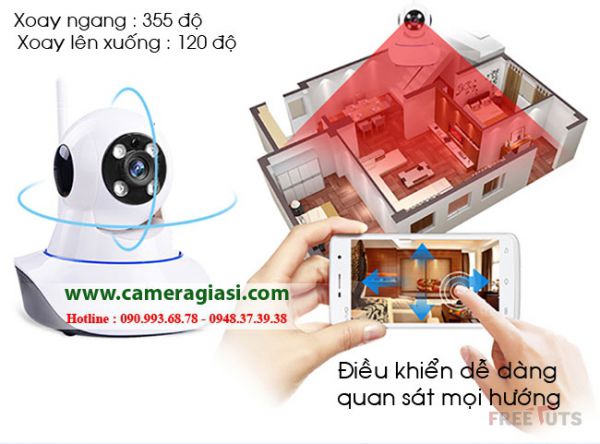 Xoay ngang : 355 độ
Xoay lên xuống : 120 độ
www.cameragiasi.com
Hotline : 090.993.68.78 - 0948.37.39.38
Điều khiển dễ dàng
quan sát mọi hướng
FREETUTS